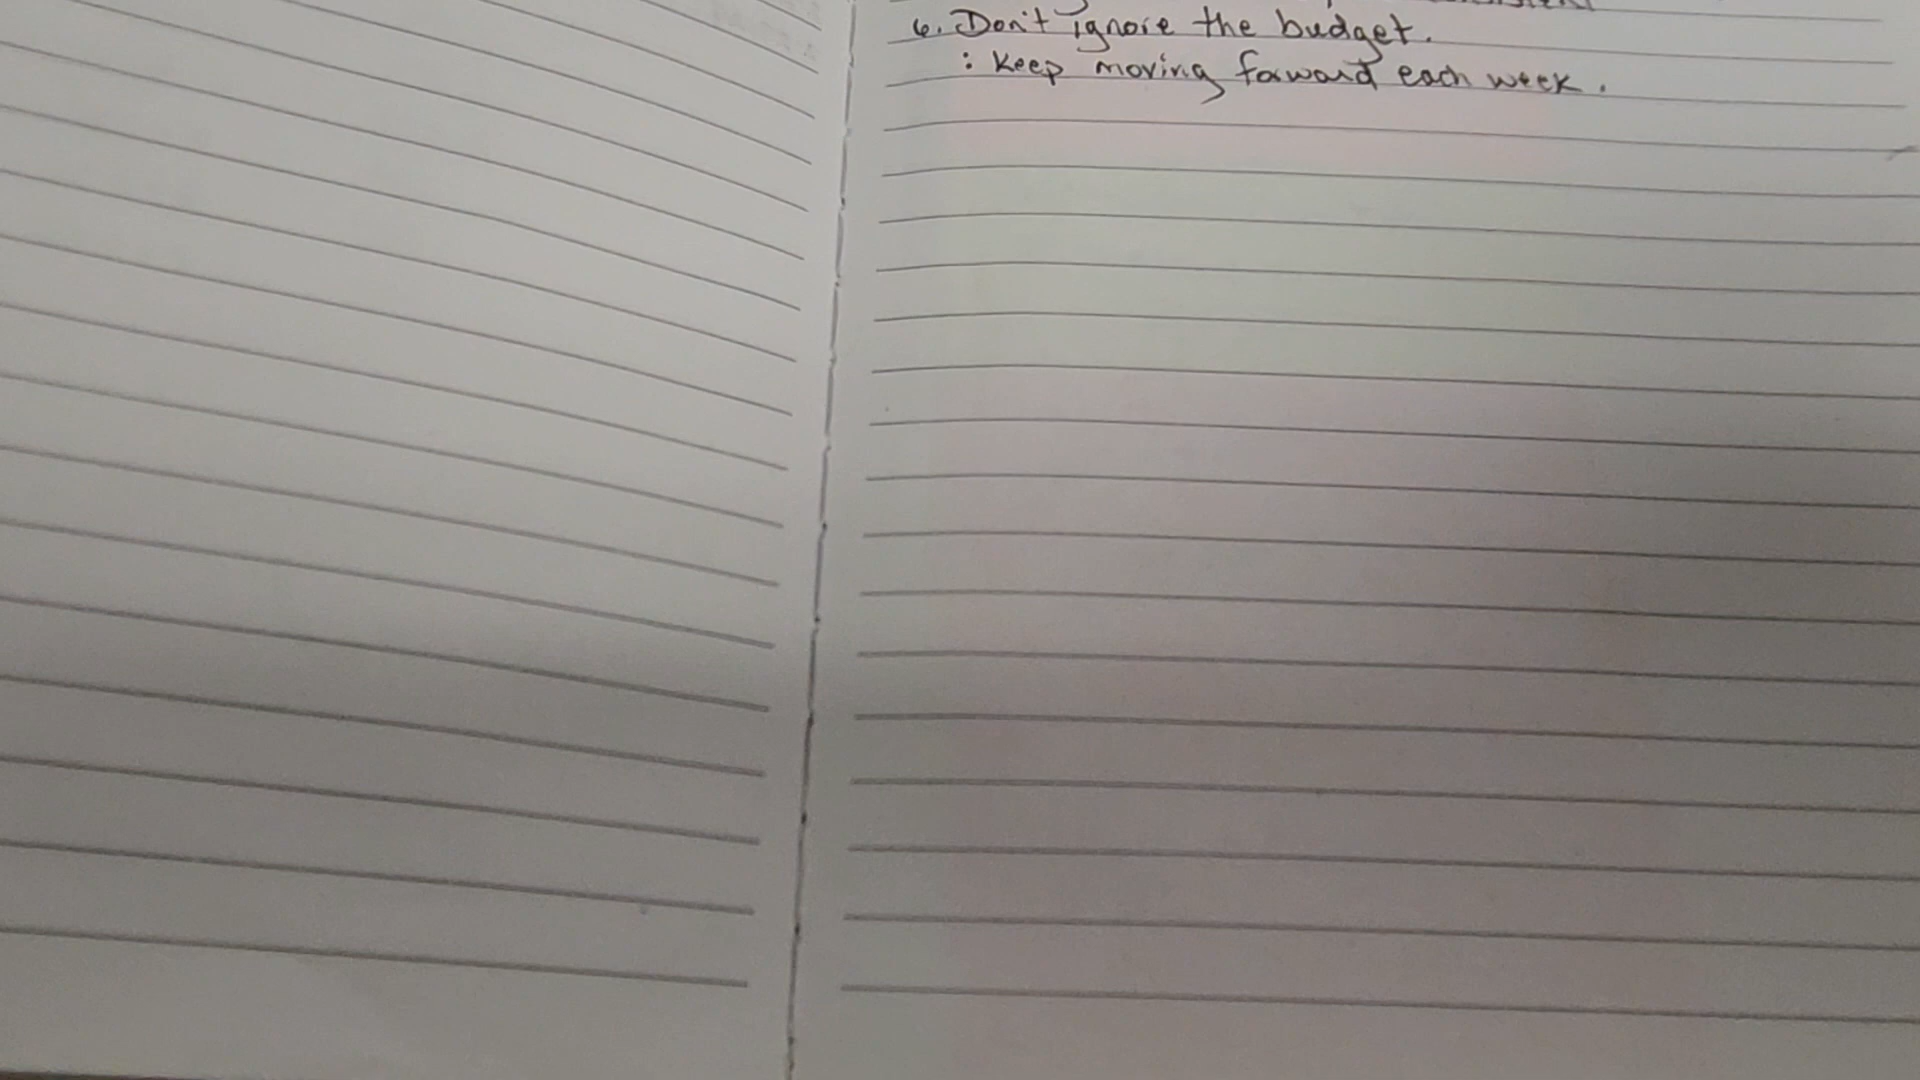 6. Don't ignore the budget.
: Keep moving forward each week.